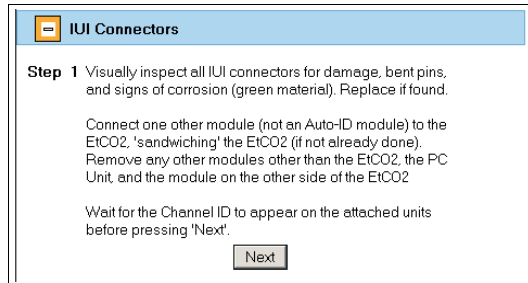 IUI Connectors
Step 1 Visually inspect all IUI connectors for damage, bent pins,
and signs of corrosion (green material). Replace if found.
Connect one other module (not an Auto-ID module) to the
EtCO2, 'sandwiching' the EtCO2 (if not already done).
Remove any other modules other than the EtCO2, the PC
Unit, and the module on the other side of the EtCO2
Wait for the Channel ID to appear on the attached units
before pressing 'Next'.
Next